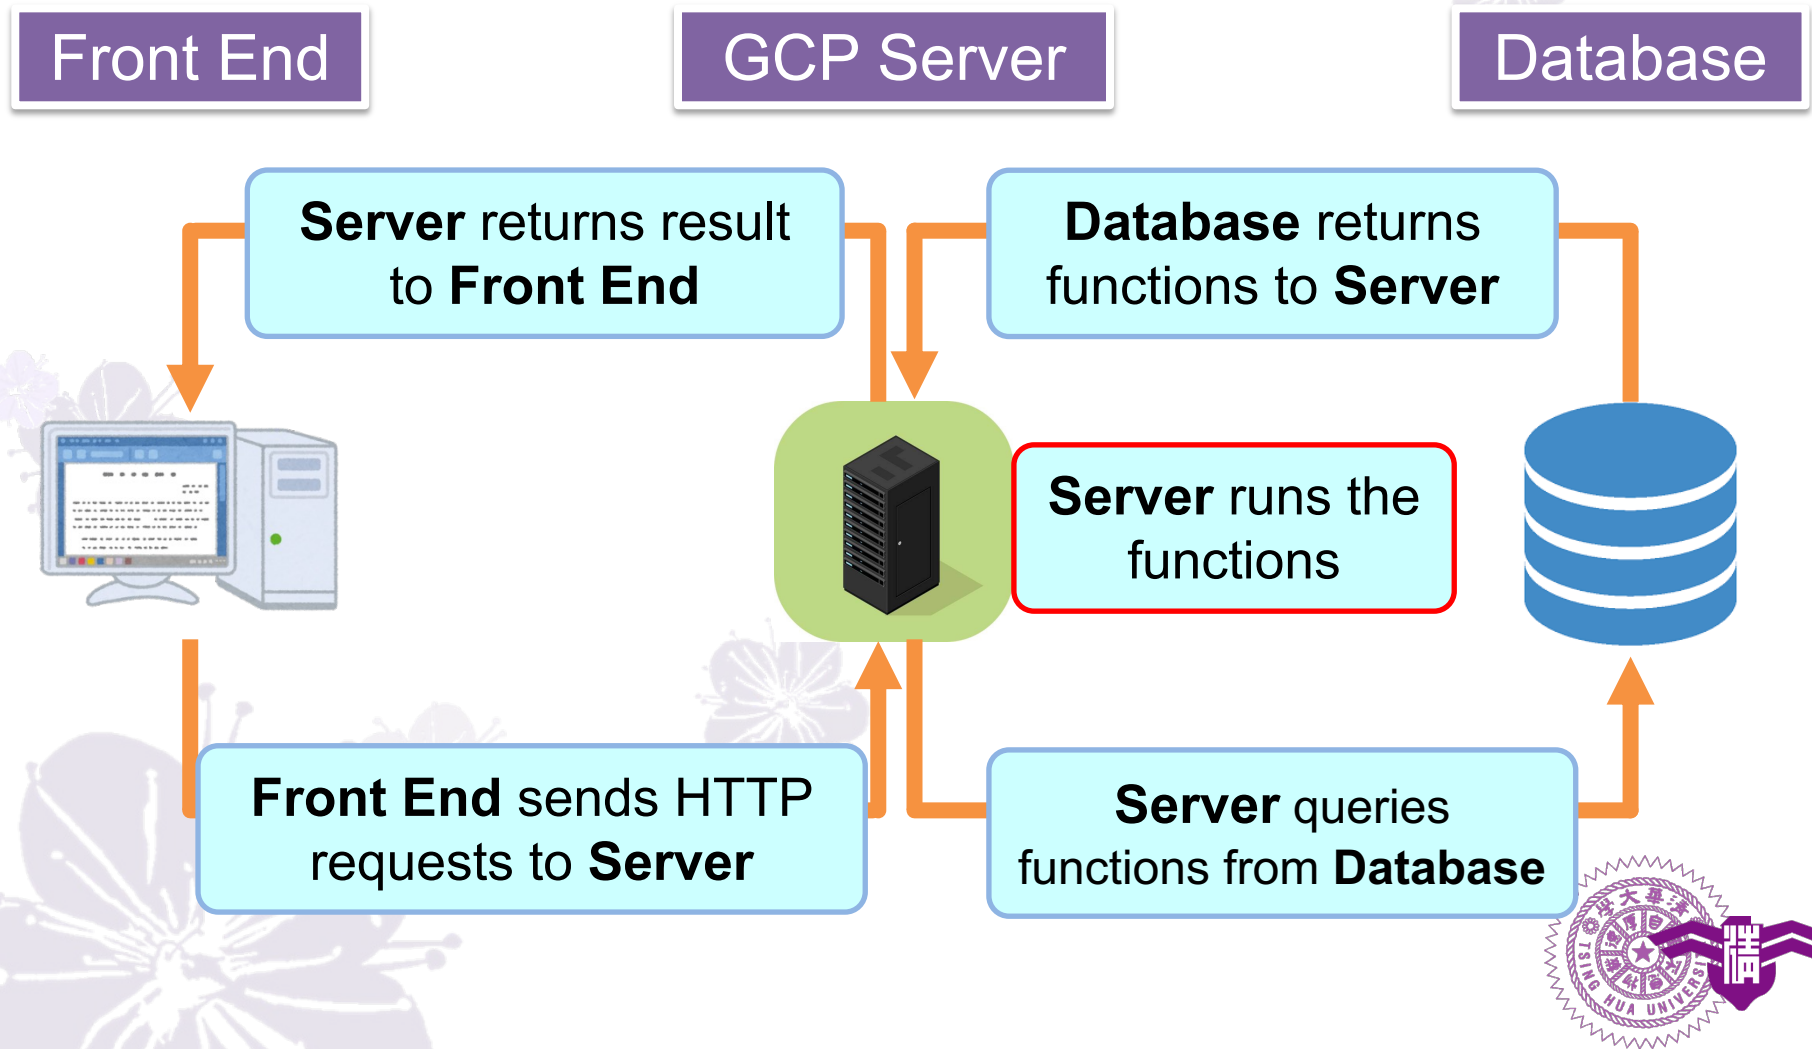 Front End
GCP Server
Database
Server returns result
to Front End
Database returns
functions to Server
Server runs the
functions
Front End sends HTTP
requests to Server
Server queries
functions from Database
TSING HUA UNIVERSITY